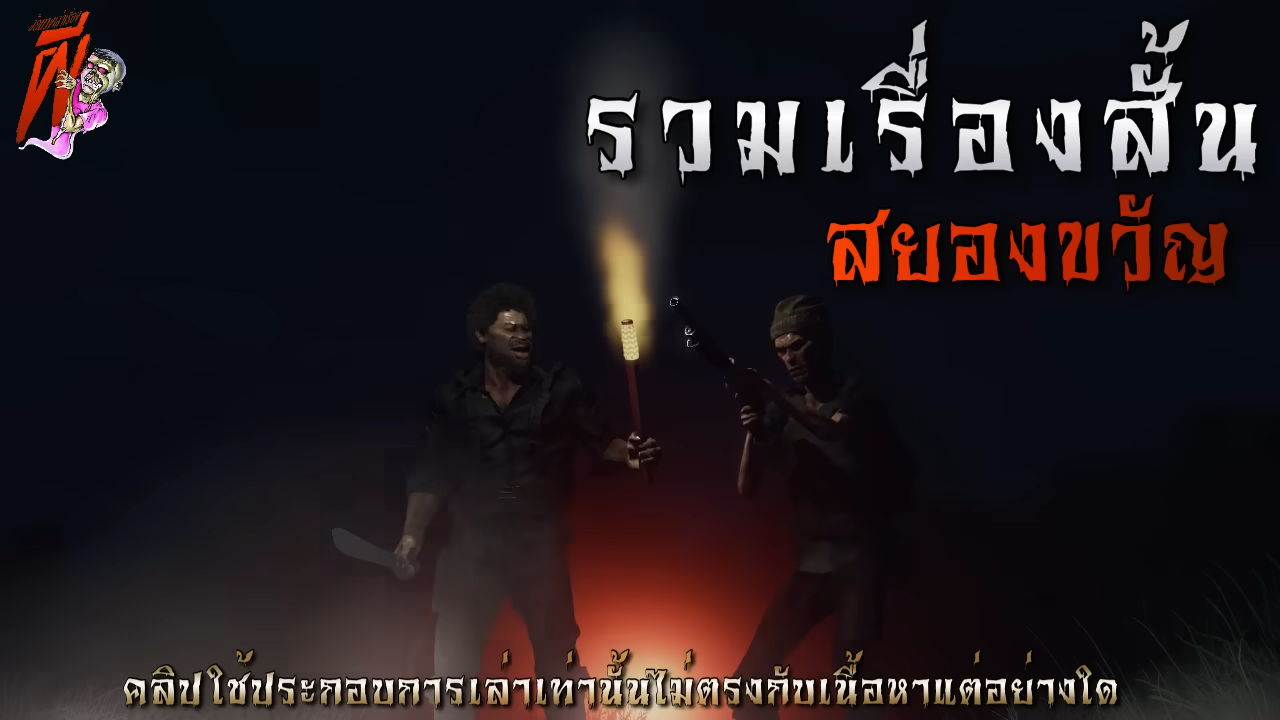 ผี
รวมเรื่องสั้น
สยองขวัญ
คลิปใช้ประกอบการเล่าเท่านั้นไม่ตรงกับเนื้อหาแต่อย่างใด